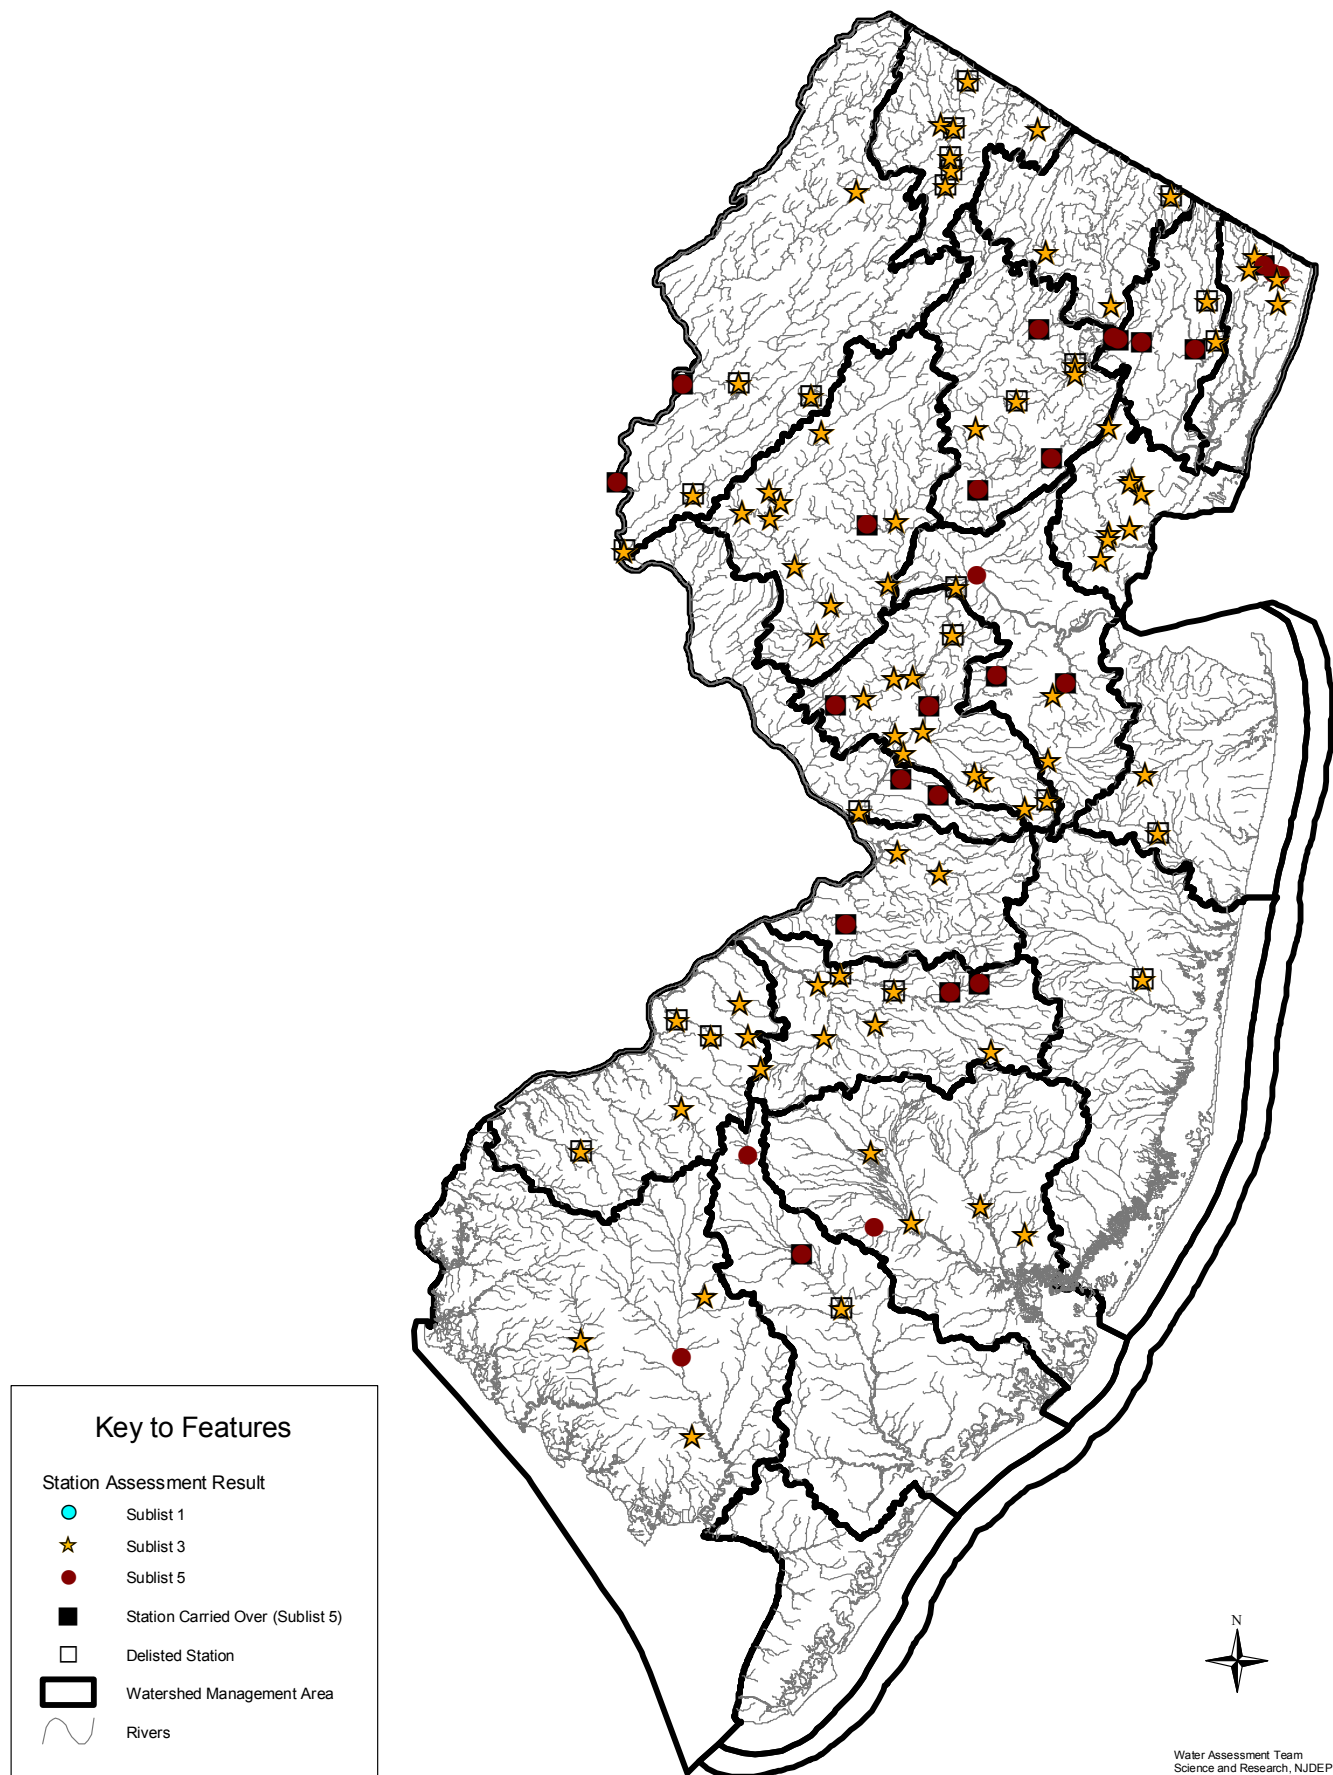 Key to Features
Station Assessment Result
Sublist 1
Sublist 3
Sublist 5
Station Carried Over (Sublist 5)
Delisted Station
Watershed Management Area
Rivers
N
Water Assessment Team
Science and Research, NJDEP